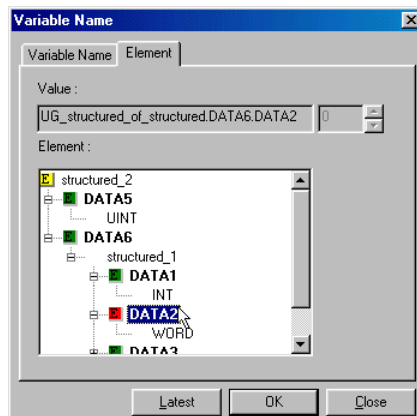 Variable Name
Variable Name Element
Value :
UG_structured_of_structured.DATA6.DATA2 0
Element :
E structured_2
E DATA5
UINT
E DATA6
structured_1
E DATA1
INT
E DATA2
WORD
E DATA3
Latest OK Close